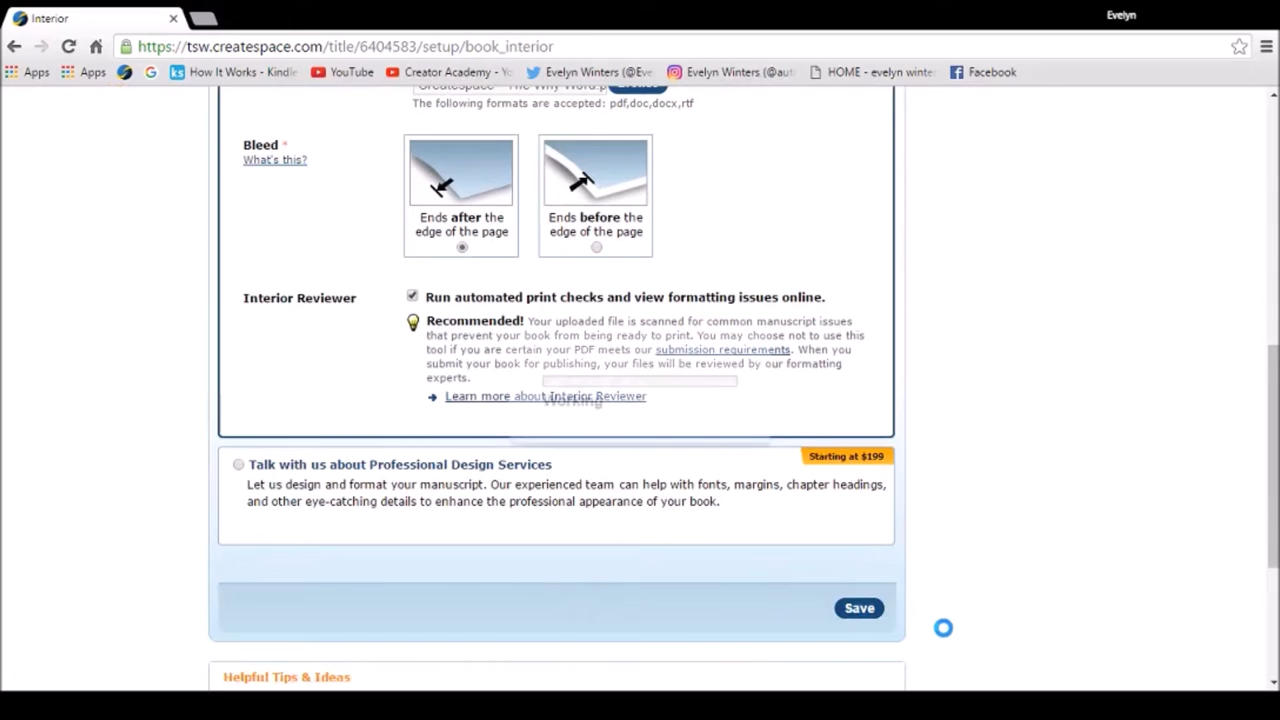 Interior
Evelyn
https://tsw.createspace.com/title/6404583/setup/book_interior
Apps Apps How It Works - Kindle YouTube Creator Academy - Yo Evelyn Winters (@Eve Evelyn Winters (@aut HOME - evelyn winter Facebook
Createspace - The Why Word.p Browse
The following formats are accepted: pdf,doc,docx,rtf
Bleed *
What's this?
Ends after the
edge of the page
Ends before the
edge of the page
Interior Reviewer
Run automated print checks and view formatting issues online.
Recommended! Your uploaded file is scanned for common manuscript issues
that prevent your book from being ready to print. You may choose not to use this
tool if you are certain your PDF meets our submission requirements. When you
submit your book for publishing, your files will be reviewed by our formatting
experts.
Learn more about Interior Reviewer
Working
Starting at $199
Talk with us about Professional Design Services
Let us design and format your manuscript. Our experienced team can help with fonts, margins, chapter headings,
and other eye-catching details to enhance the professional appearance of your book.
Save
Helpful Tips & Ideas